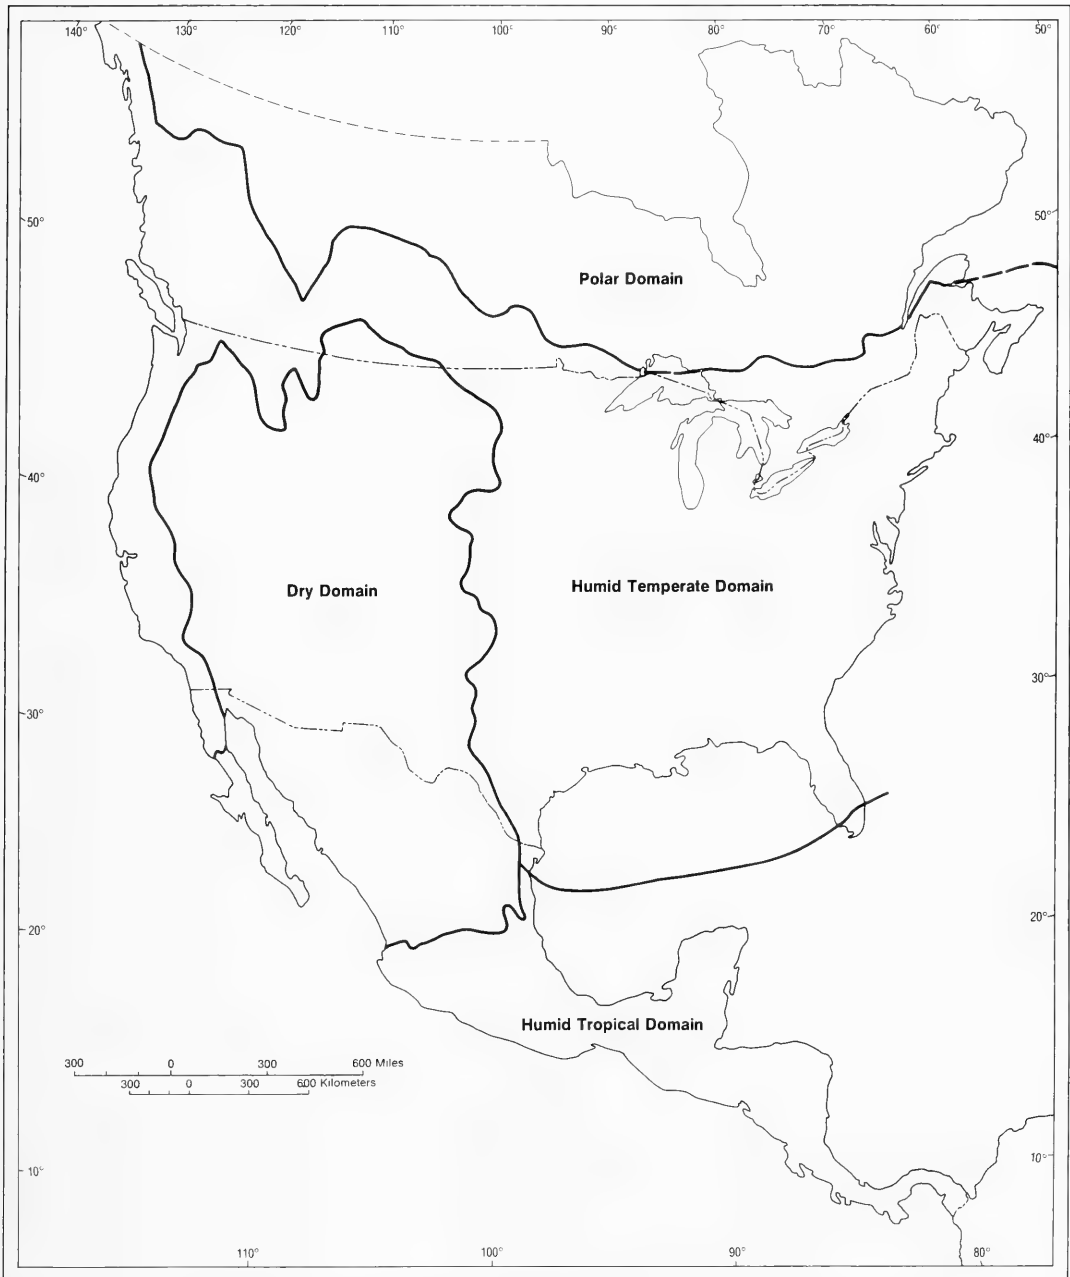 140° 130° 120° 110° 100° 90° 80° 70° 60° 50°
50° 50°
Polar Domain
40° 40°
Dry Domain Humid Temperate Domain
30° 30°
20° 20°
Humid Tropical Domain
300 0 300 600 Miles
300 0 300 600 Kilometers
10° 10°
110° 100° 90° 80°